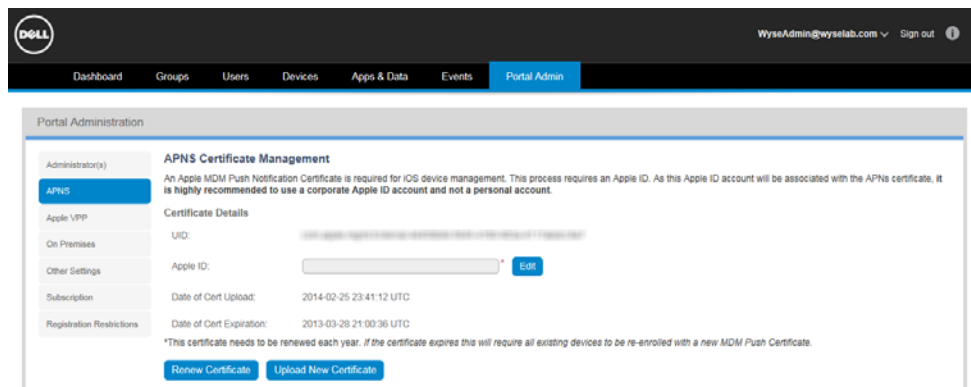 DELL
WyseAdmin@wyselab.com Sign out i
Dashboard Groups Users Devices Apps & Data Events Portal Admin
Portal Administration
Administrator(s)
APNS
Apple VPP
On Premises
Other Settings
Subscription
Registration Restrictions
APNS Certificate Management
An Apple MDM Push Notification Certificate is required for iOS device management. This process requires an Apple ID. As this Apple ID account will be associated with the APNs certificate, it
is highly recommended to use a corporate Apple ID account and not a personal account.
Certificate Details
UID:
Apple ID: * Edit
Date of Cert Upload: 2014-02-25 23:41:12 UTC
Date of Cert Expiration: 2013-03-28 21:00:36 UTC
*This certificate needs to be renewed each year. If the certificate expires this will require all existing devices to be re-enrolled with a new MDM Push Certificate.
Renew Certificate Upload New Certificate